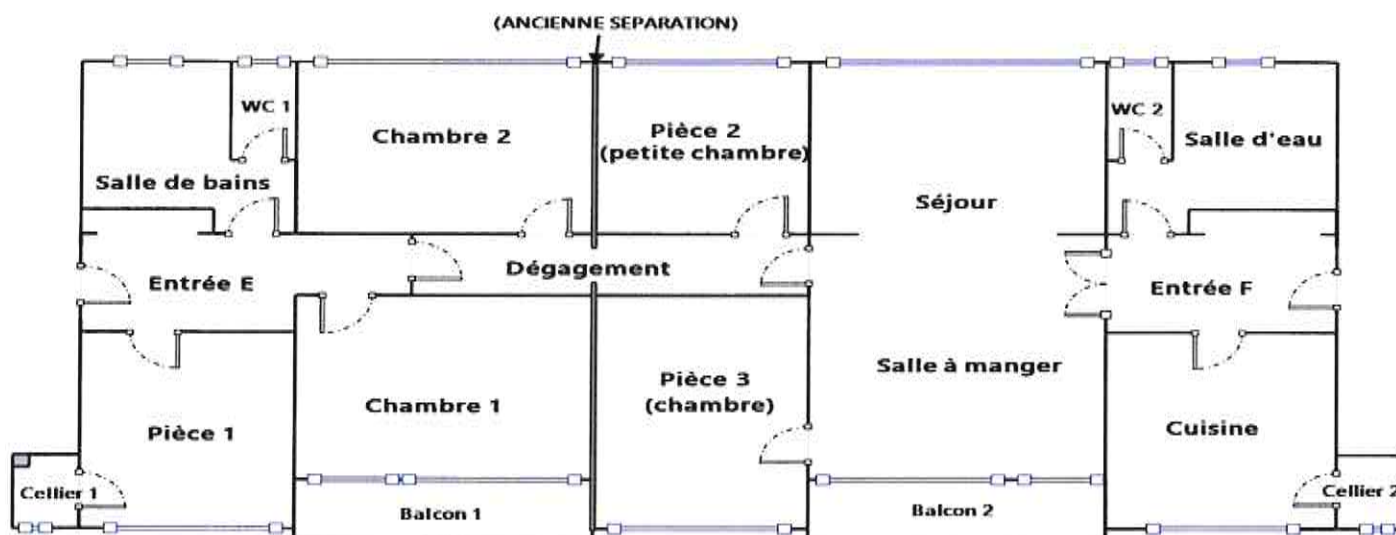 (ANCIENNE SEPARATION)
WC 1
Chambre 2
Pièce 2
(petite chambre)
WC 2
Salle d'eau
Salle de bains
Séjour
Entrée E
Dégagement
Entrée F
Pièce 3
(chambre)
Salle à manger
Chambre 1
Pièce 1
Cuisine
Cellier 1
Balcon 1
Balcon 2
Cellier 2